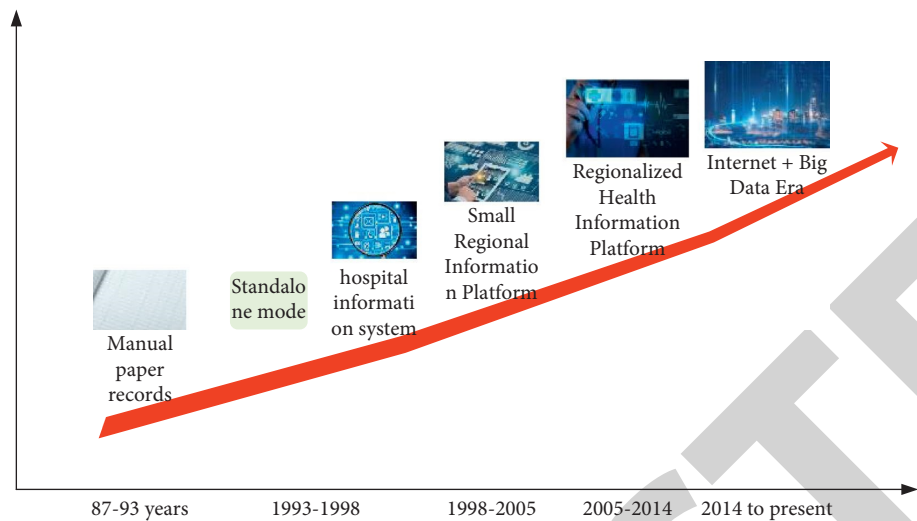 Manual
paper
records
Standalo
ne mode
hospital
informati
on system
Small
Regional
Informatio
n Platform
Regionalized
Health
Information
Platform
Internet + Big
Data Era
87-93 years
1993-1998
1998-2005
2005-2014
2014 to present